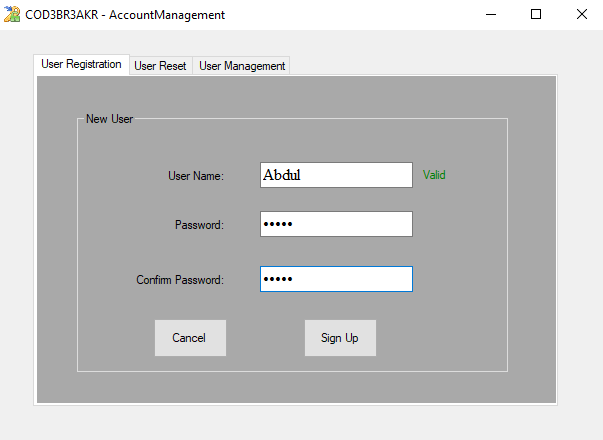 COD3BR3AKR - AccountManagement
User Registration User Reset User Management
New User
User Name: Abdul Valid
Password: •••••
Confirm Password: •••••
Cancel Sign Up